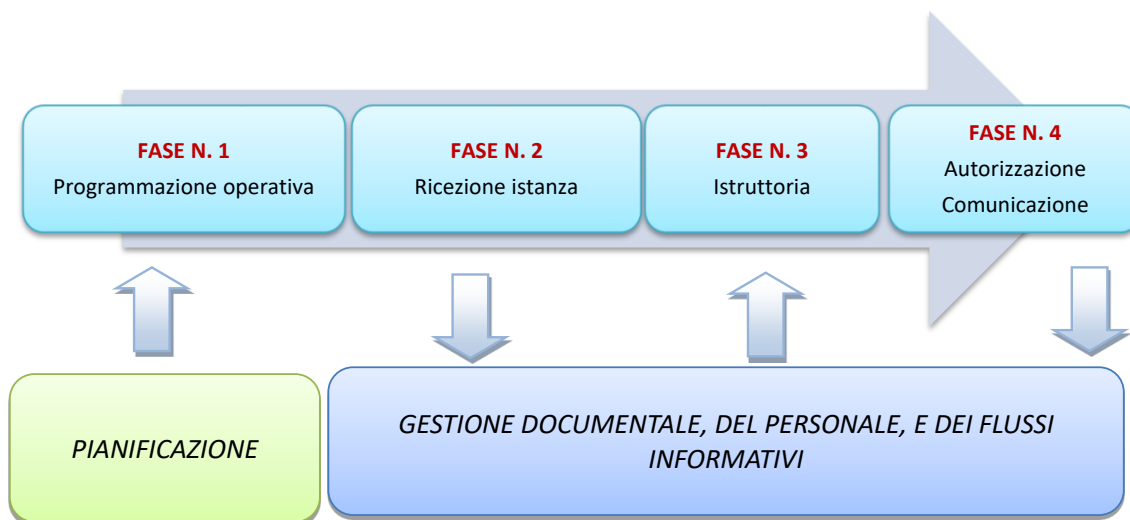 FASE N. 1
Programmazione operativa
FASE N. 2
Ricezione istanza
FASE N. 3
Istruttoria
FASE N. 4
Autorizzazione
Comunicazione
PIANIFICAZIONE
GESTIONE DOCUMENTALE, DEL PERSONALE, E DEI FLUSSI
INFORMATIVI